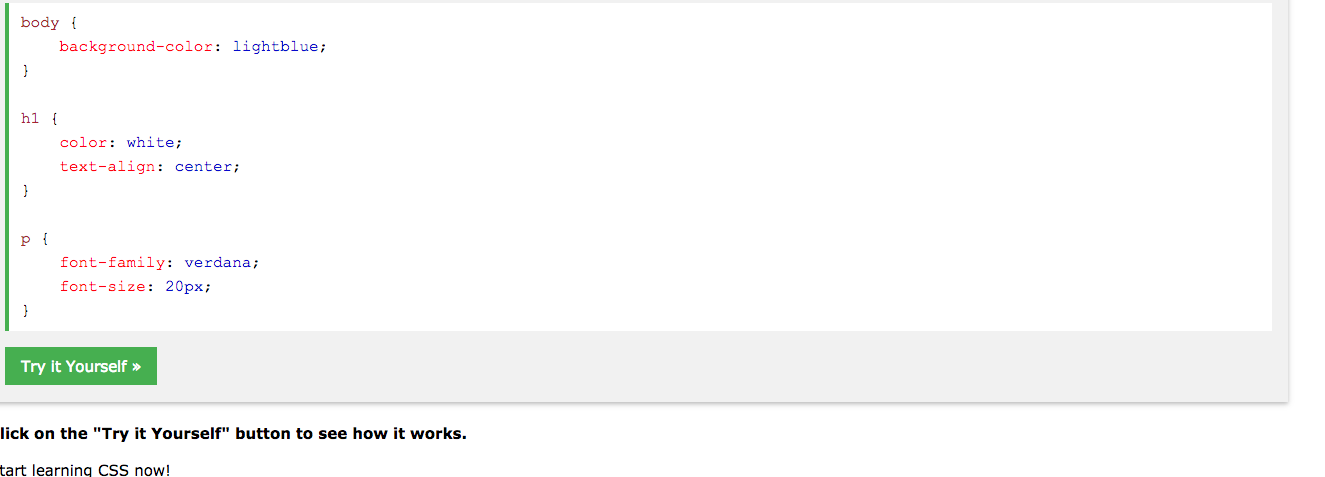 body {
    background-color: lightblue;
}
h1 {
    color: white;
    text-align: center;
}
p {
    font-family: verdana;
    font-size: 20px;
}
Try it Yourself »
lick on the "Try it Yourself" button to see how it works.
tart learning CSS now!